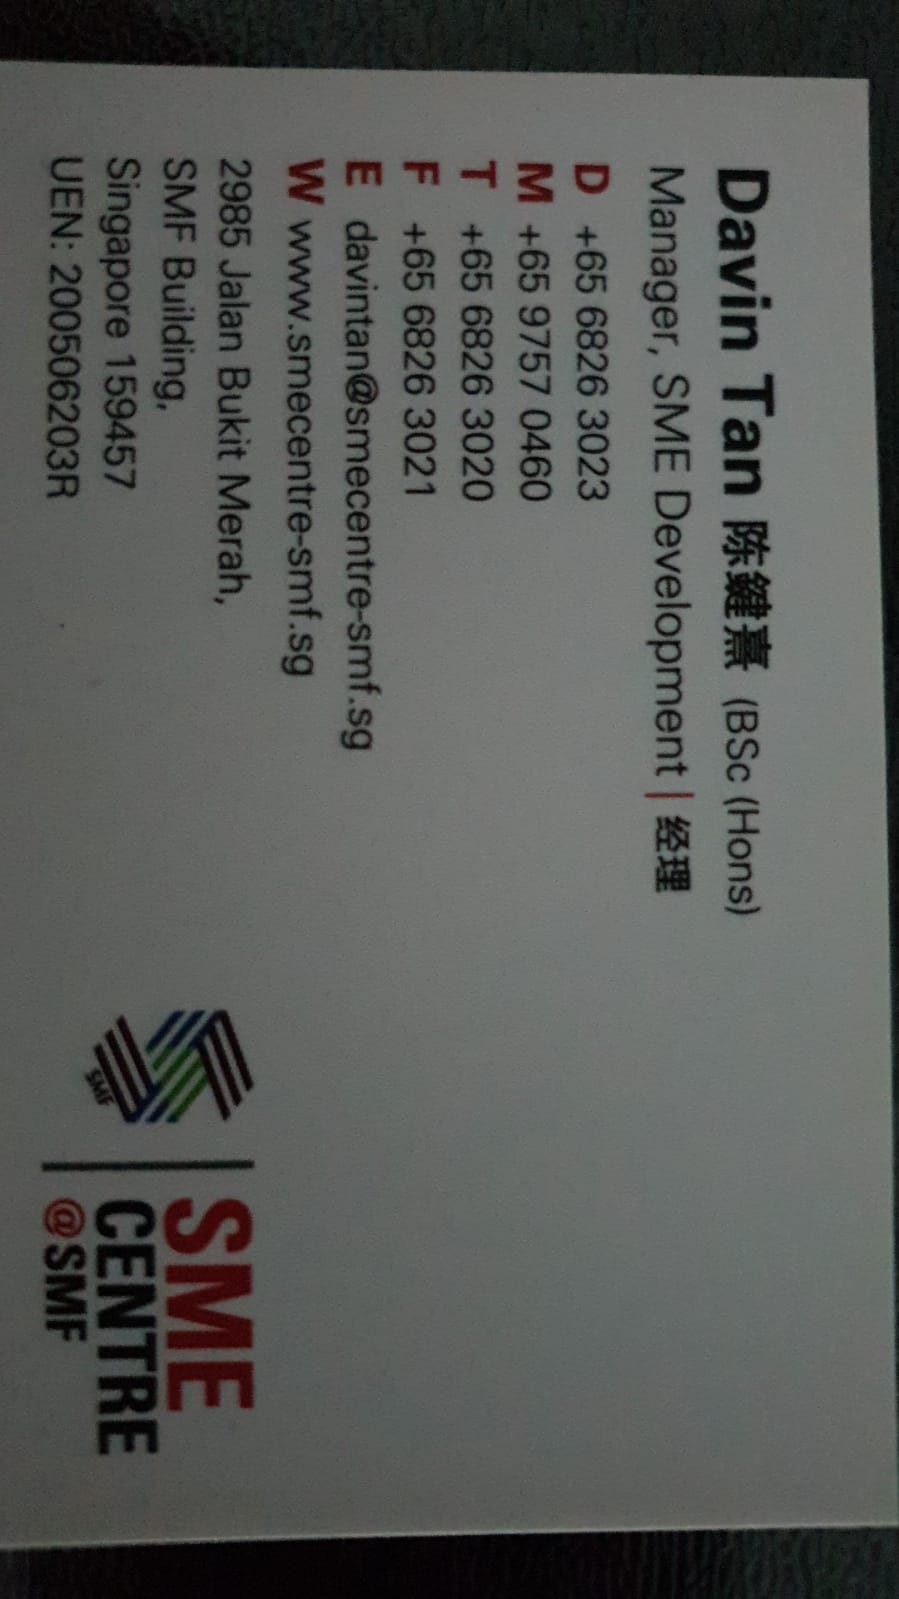 Davin Tan 陈鍵熹 (BSc (Hons)
Manager, SME Development | 经理
D +65 6826 3023
M +65 9757 0460
T +65 6826 3020
F +65 6826 3021
E davintan@smecentre-smf.sg
W www.smecentre-smf.sg
2985 Jalan Bukit Merah,
SMF Building,
Singapore 159457
UEN: 200506203R
SMF
SME
CENTRE
@SMF